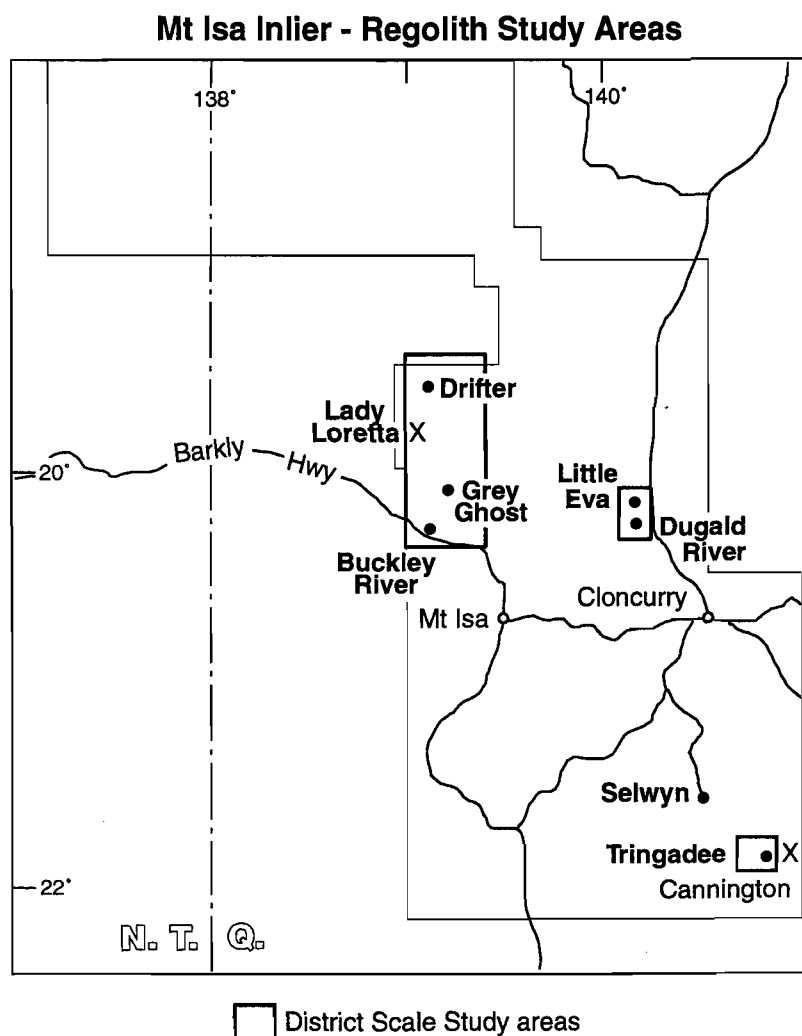 Mt Isa Inlier - Regolith Study Areas
138°
140°
Drifter
Lady
Loretta X
Barkly
Hwy
20°
Grey
Ghost
Little
Eva
Dugald
River
Buckley
River
Cloncurry
Mt Isa
Selwyn
Tringadee
X
Cannington
22°
N. T. Q.
District Scale Study areas